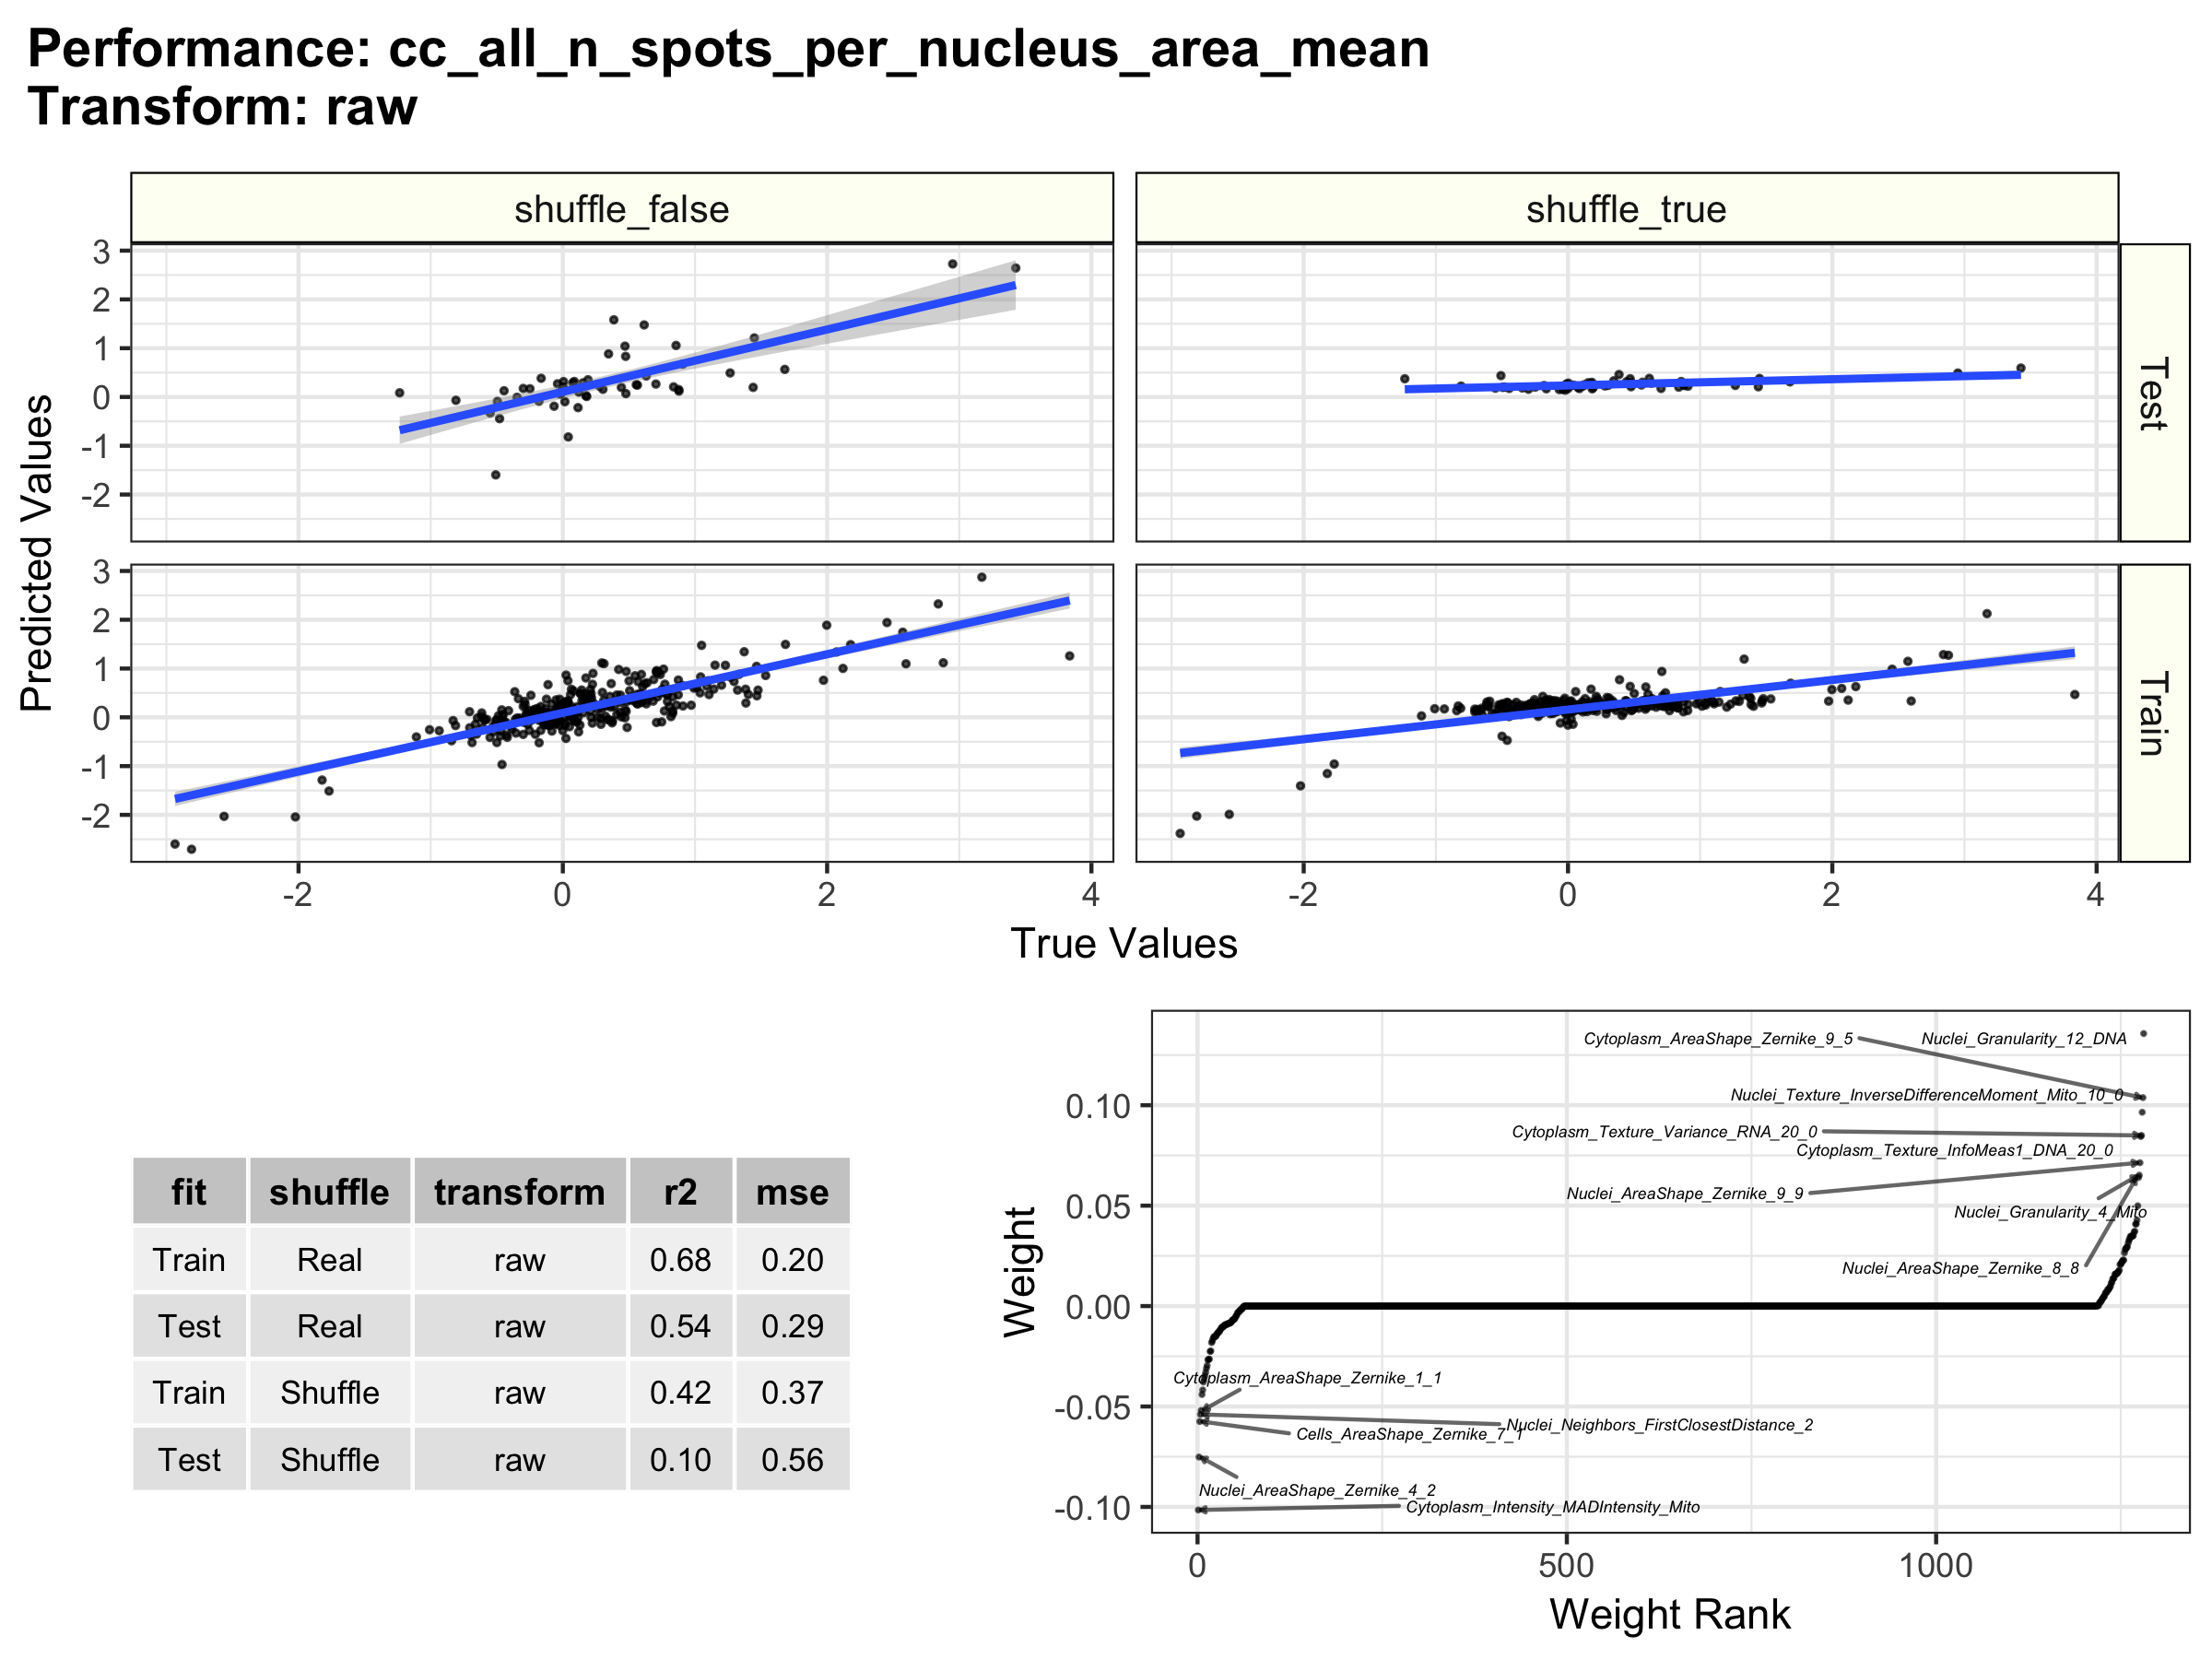 Performance: cc_all_n_spots_per_nucleus_area_mean
Transform: raw
shuffle_false
shuffle_true
3
2
1
0
-1
-2
Test
3
2
1
0
-1
-2
Train
Predicted Values
-2
0
2
4
-2
0
2
4
True Values
fit shuffle transform r2 mse
Train Real raw 0.68 0.20
Test Real raw 0.54 0.29
Train Shuffle raw 0.42 0.37
Test Shuffle raw 0.10 0.56
Weight
0.10
0.05
0.00
-0.05
-0.10
Cytoplasm_AreaShape_Zernike_9_5
Nuclei_Granularity_12_DNA
Nuclei_Texture_InverseDifferenceMoment_Mito_10_0
Cytoplasm_Texture_Variance_RNA_20_0
Cytoplasm_Texture_InfoMeas1_DNA_20_0
Nuclei_AreaShape_Zernike_9_9
Nuclei_Granularity_4_Mito
Nuclei_AreaShape_Zernike_8_8
Cytoplasm_AreaShape_Zernike_1_1
Nuclei_Neighbors_FirstClosestDistance_2
Cells_AreaShape_Zernike_7_1
Nuclei_AreaShape_Zernike_4_2
Cytoplasm_Intensity_MADIntensity_Mito
0
500
1000
Weight Rank